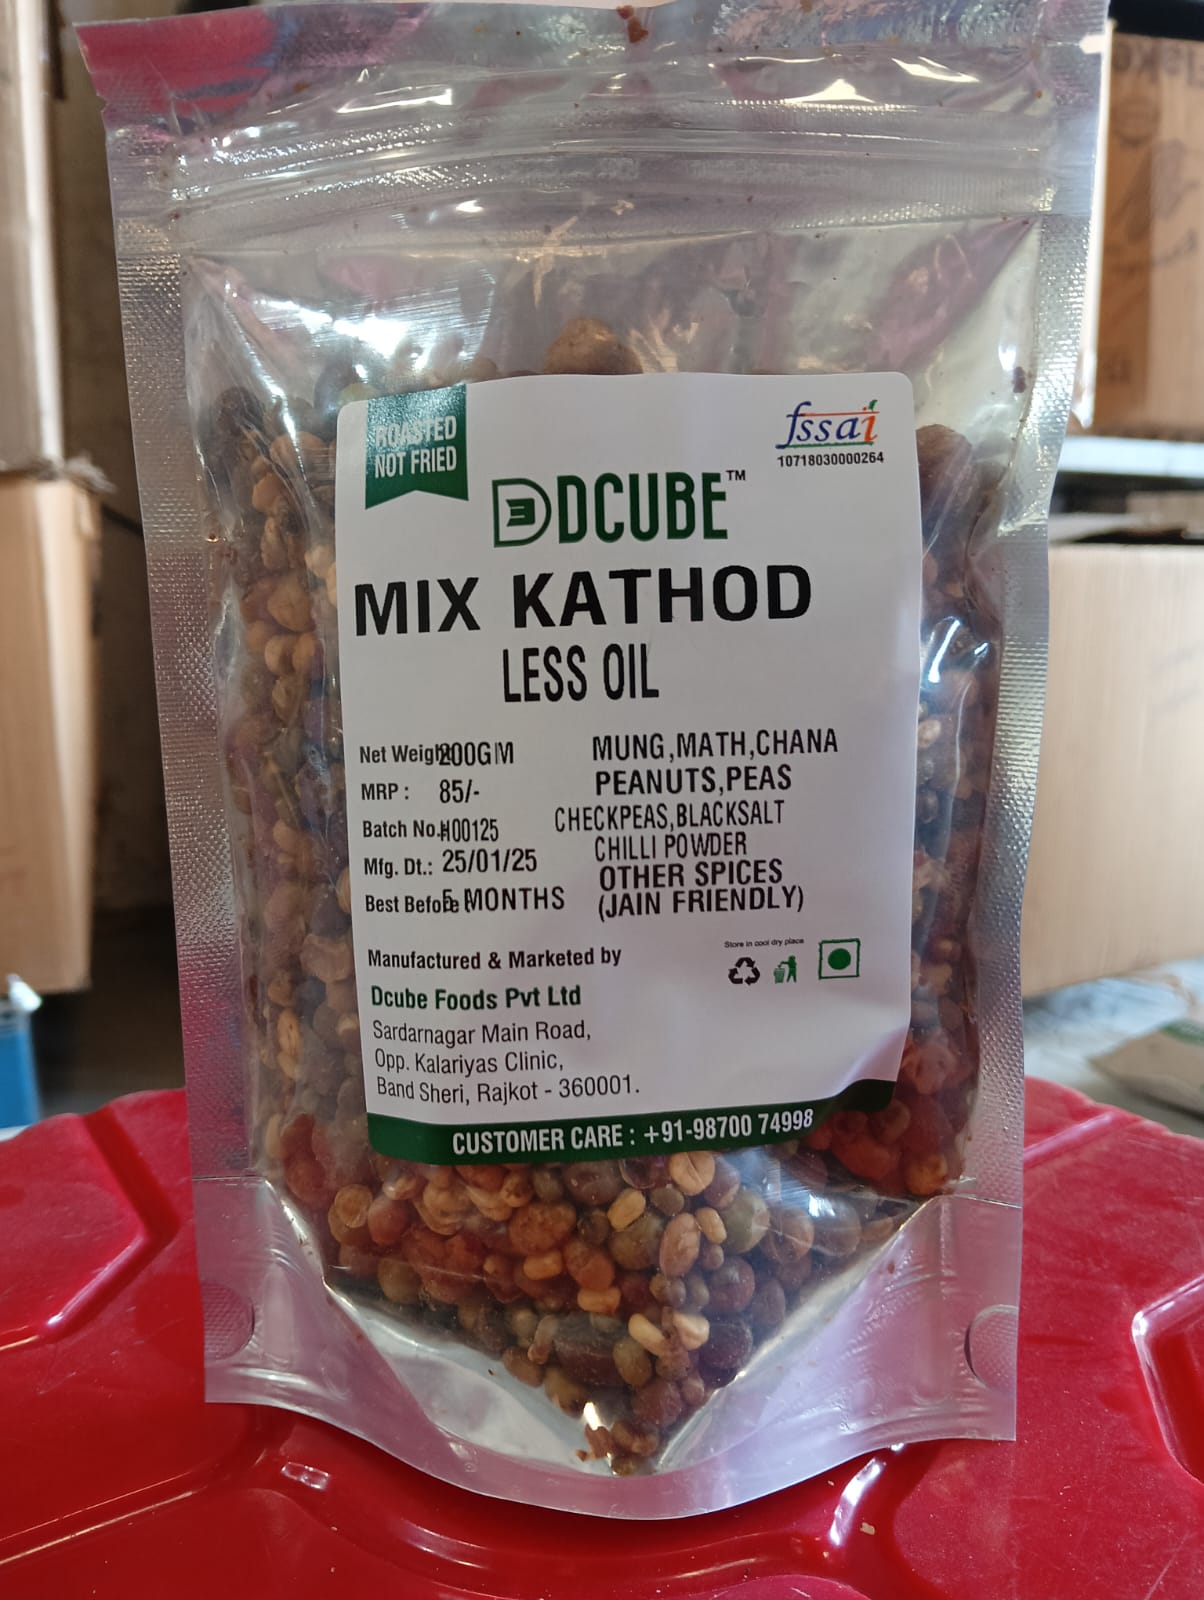 ROASTED
NOT FRIED
fssai
10718030000264
DCUBE™
MIX KATHOD
LESS OIL
Net Weight 200GM
MRP : 85/-
Batch No.: H00125
Mfg. Dt.: 25/01/25
Best Before 5 MONTHS
MUNG,MATH,CHANA
PEANUTS,PEAS
CHECKPEAS,BLACKSALT
CHILLI POWDER
OTHER SPICES
(JAIN FRIENDLY)
Store in cool dry place
Manufactured & Marketed by
Dcube Foods Pvt Ltd
Sardarnagar Main Road,
Opp. Kalariyas Clinic,
Band Sheri, Rajkot - 360001.
CUSTOMER CARE : +91-98700 74998